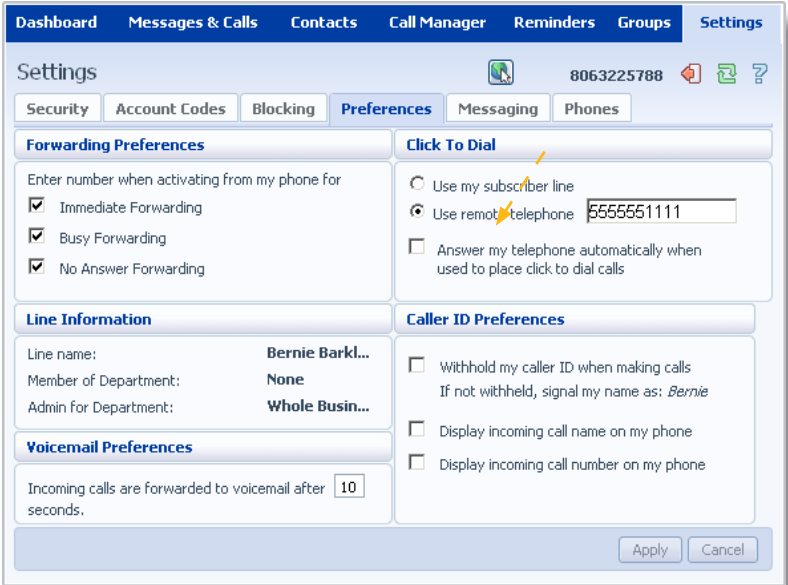 Dashboard Messages & Calls Contacts Call Manager Reminders Groups Settings
Settings
8063225788
Security Account Codes Blocking Preferences Messaging Phones
Forwarding Preferences
Enter number when activating from my phone for
Immediate Forwarding
Busy Forwarding
No Answer Forwarding
Click To Dial
Use my subscriber line
Use remote telephone 5555551111
Answer my telephone automatically when
used to place click to dial calls
Line Information
Line name: Bernie Barkl...
Member of Department: None
Admin for Department: Whole Busin...
Caller ID Preferences
Withhold my caller ID when making calls
If not withheld, signal my name as: Bernie
Display incoming call name on my phone
Display incoming call number on my phone
Voicemail Preferences
Incoming calls are forwarded to voicemail after 10
seconds.
Apply Cancel